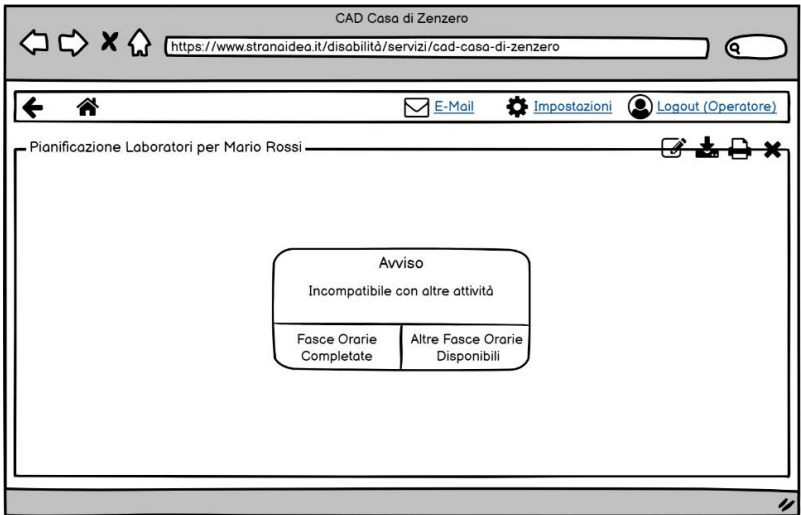 CAD Casa di Zenzero
https://www.stranaidea.it/disabilità/servizi/cad-casa-di-zenzero
E-Mail Impostazioni Logout (Operatore)
Pianificazione Laboratori per Mario Rossi
Avviso
Incompatibile con altre attività
Fasce Orarie
Completate
Altre Fasce Orarie
Disponibili